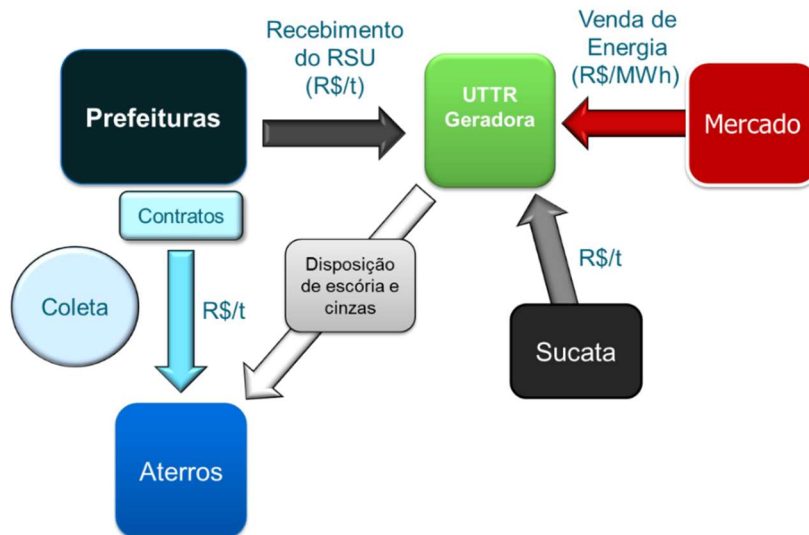 Recebimento
do RSU
(R$/t)
Venda de
Energia
(R$/MWh)
Prefeituras
UTTR
Geradora
Mercado
Contratos
Coleta
R$/t
Disposição
de escória e
cinzas
R$/t
Sucata
Aterros